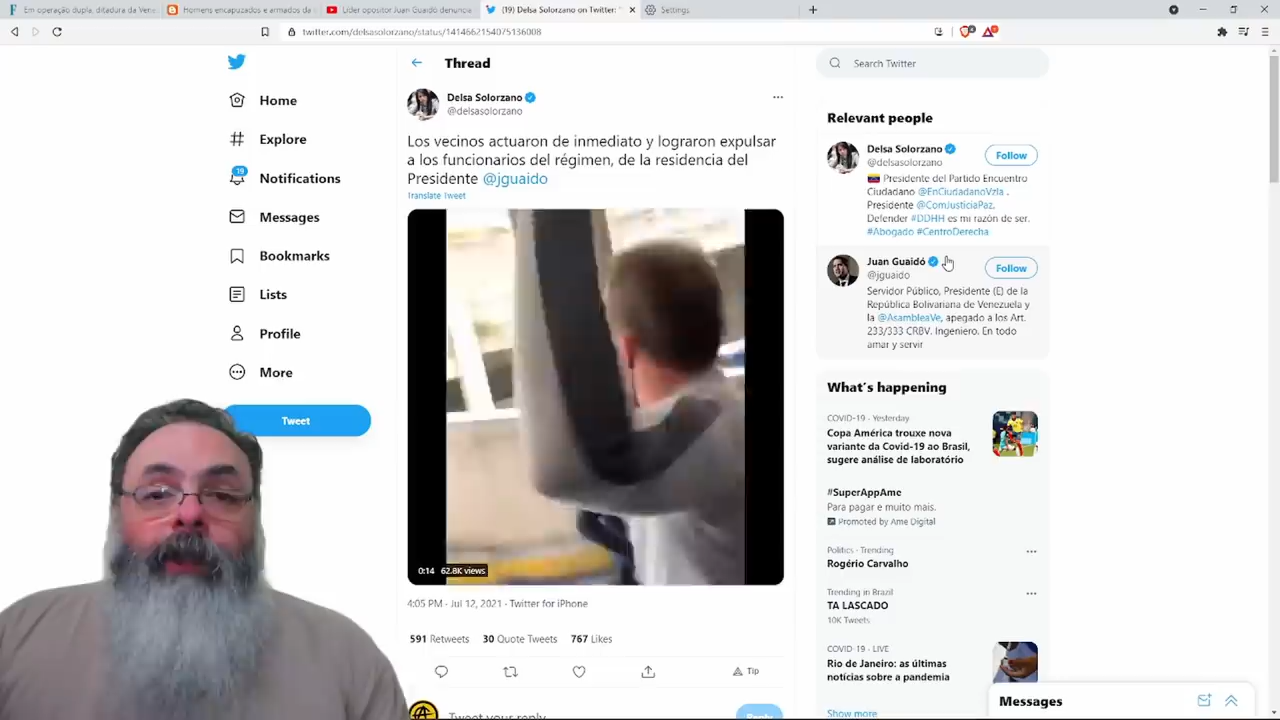 Em operação dupla, ditadura da Vene
Homens encapuzados e armados da
Líder opositor Juan Guaidó denuncia
(19) Delsa Solorzano on Twitter: "
Settings
twitter.com/delsasolorzano/status/1414662154075136008
Home
Explore
19
Notifications
Messages
Bookmarks
Lists
Profile
More
Tweet
Thread
Delsa Solorzano
@delsasolorzano
Los vecinos actuaron de inmediato y lograron expulsar
a los funcionarios del régimen, de la residencia del
Presidente @jguaido
Translate Tweet
0:14 62.8K views
4:05 PM · Jul 12, 2021 · Twitter for iPhone
591 Retweets 30 Quote Tweets 767 Likes
Tip
Tweet your reply
Reply
Search Twitter
Relevant people
Delsa Solorzano
@delsasolorzano
Follow
Presidente del Partido Encuentro
Ciudadano @EnCiudadanoVzla .
Presidente @ComJusticiaPaz.
Defender #DDHH es mi razón de ser.
#Abogado #CentroDerecha
Juan Guaidó
@jguaido
Follow
Servidor Público, Presidente (E) de la
República Bolivariana de Venezuela y
la @AsambleaVe, apegado a los Art.
233/333 CRBV. Ingeniero. En todo
amar y servir
What's happening
COVID-19 · Yesterday
Copa América trouxe nova
variante da Covid-19 ao Brasil,
sugere análise de laboratório
#SuperAppAme
Para pagar e muito mais.
Promoted by Ame Digital
Politics · Trending
Rogério Carvalho
Trending in Brazil
TA LASCADO
10K Tweets
COVID-19 · LIVE
Rio de Janeiro: as últimas
notícias sobre a pandemia
Show more
Messages